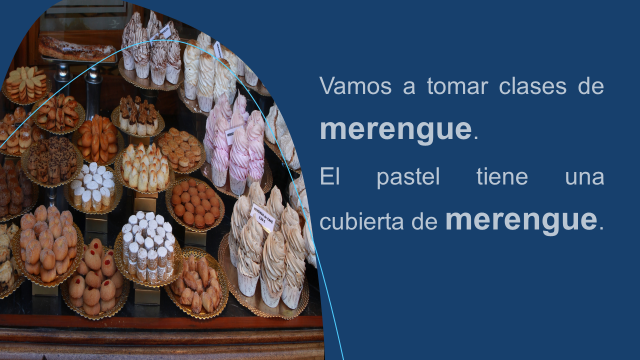 Vamos a tomar clases de
merengue.
El pastel tiene una
cubierta de merengue.